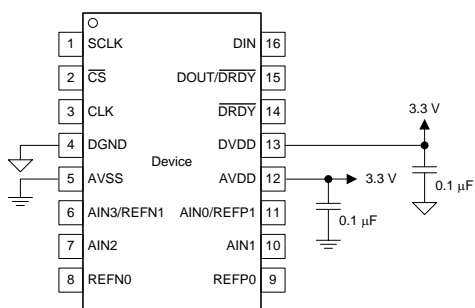 1 SCLK DIN 16
2 CS DOUT/DRDY 15
3 CLK DRDY 14
3.3 V
4 DGND DVDD 13
Device
5 AVSS AVDD 12 3.3 V
0.1 μF
6 AIN3/REFN1 AIN0/REFP1 11
0.1 μF
7 AIN2 AIN1 10
8 REFN0 REFP0 9